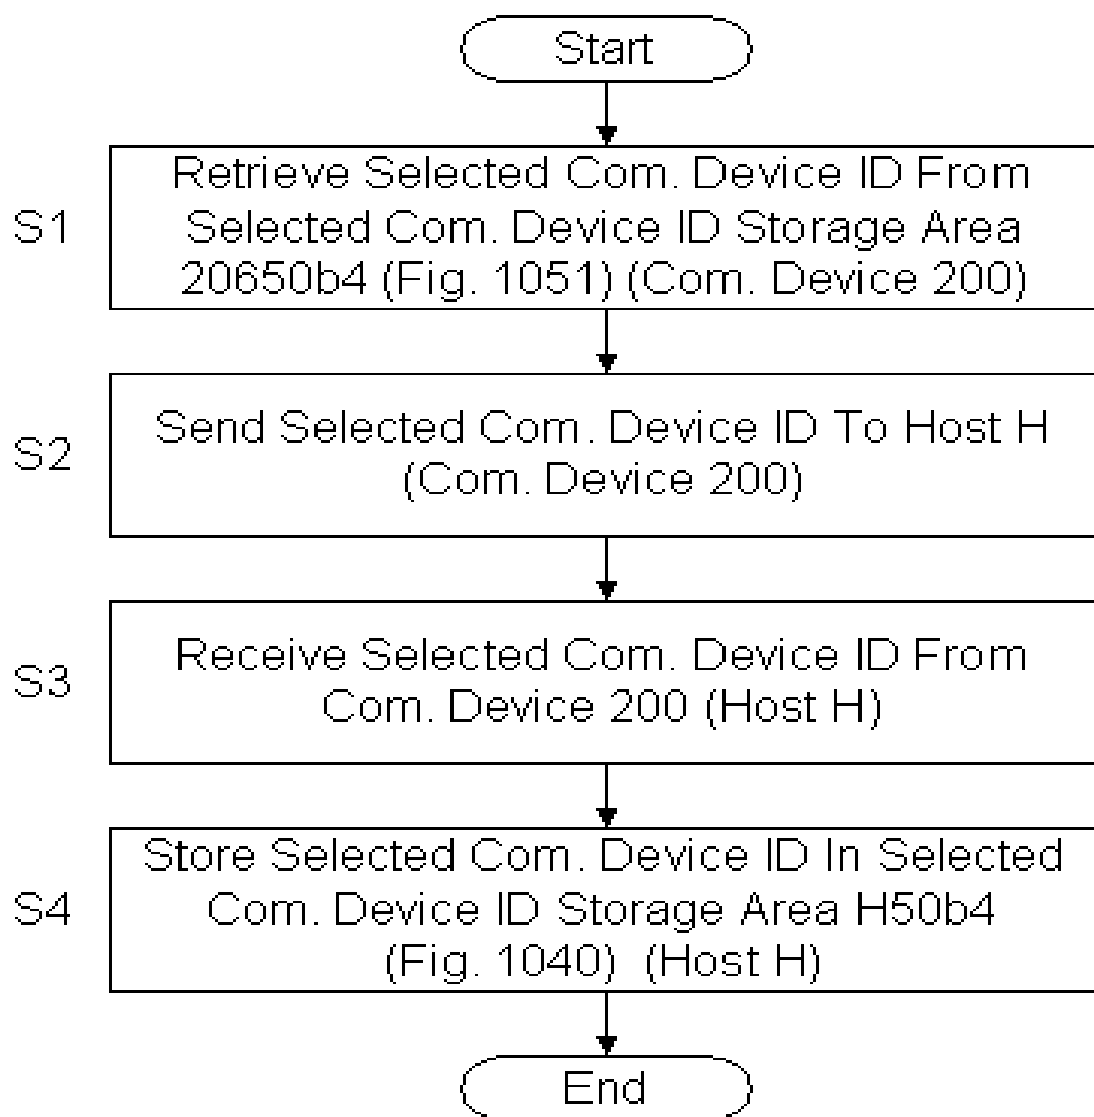 Start
S1
Retrieve Selected Com. Device ID From
Selected Com. Device ID Storage Area
20650b4 (Fig. 1051) (Com. Device 200)
S2
Send Selected Com. Device ID To Host H
(Com. Device 200)
S3
Receive Selected Com. Device ID From
Com. Device 200 (Host H)
S4
Store Selected Com. Device ID In Selected
Com. Device ID Storage Area H50b4
(Fig. 1040) (Host H)
End